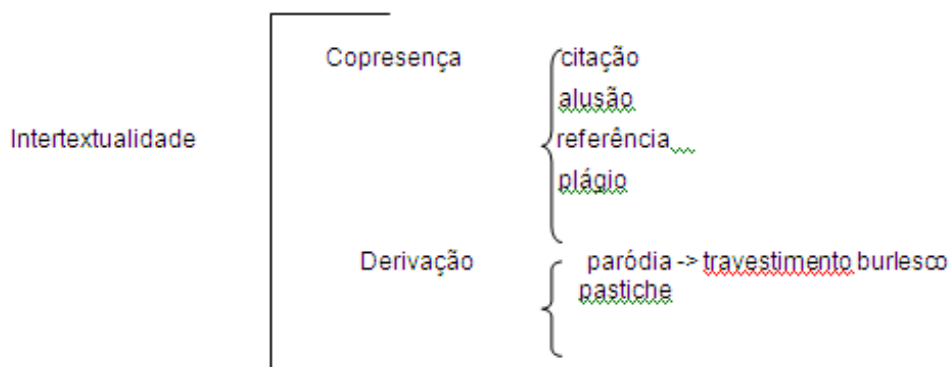 Copresença citação
alusão
Intertextualidade referência
plágio
Derivação paródia -> travestimento burlesco
pastiche